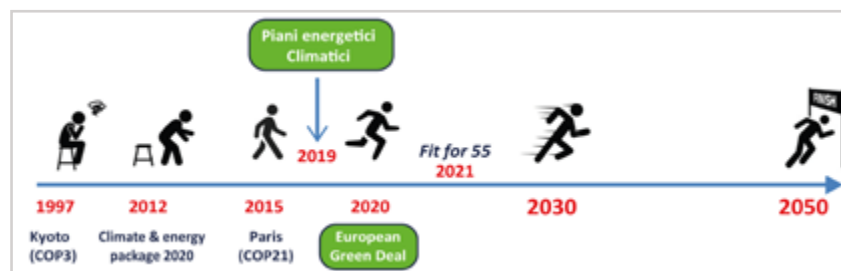 Piani energetici
Climatici
2019
Fit for 55
2021
FINISH
1997
2012
2015
2020
2030
2050
Kyoto
(COP3)
Climate & energy
package 2020
Paris
(COP21)
European
Green Deal